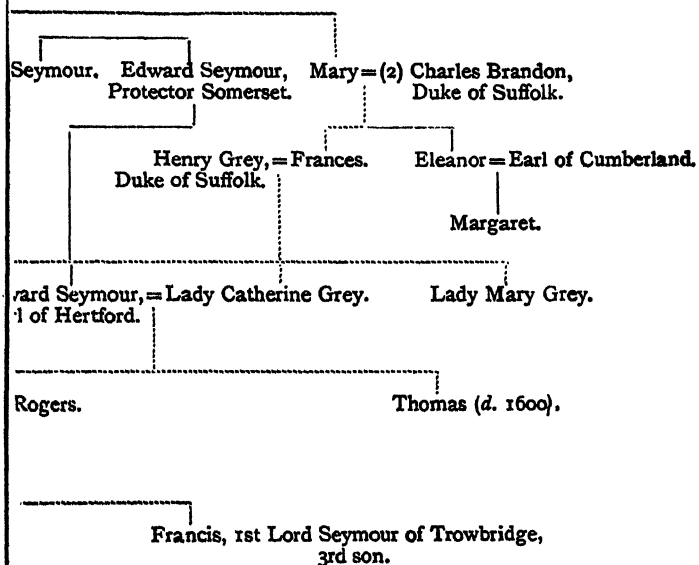 Seymour. Edward Seymour, Mary=(2) Charles Brandon,
Protector Somerset. Duke of Suffolk.
Henry Grey,=Frances. Eleanor=Earl of Cumberland.
Duke of Suffolk.
Margaret.
ard Seymour,=Lady Catherine Grey. Lady Mary Grey.
l of Hertford.
Rogers. Thomas (d. 1600).
Francis, 1st Lord Seymour of Trowbridge,
3rd son.